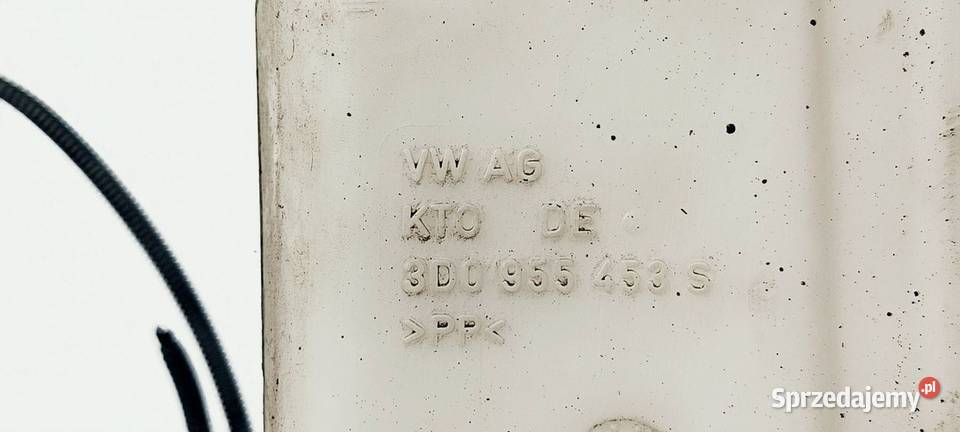 VW AG
KTO DE
3D0 955 453 S
>PP<
Sprzedajemy.pl